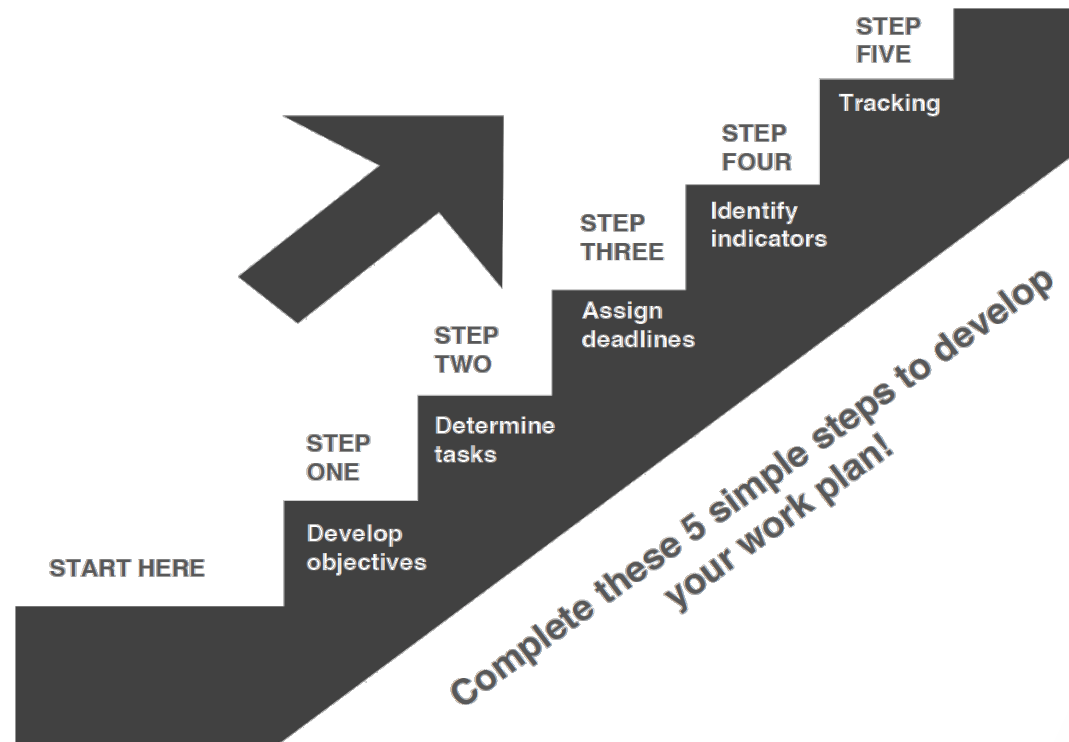 START HERE
STEP
ONE
Develop
objectives
STEP
TWO
Determine
tasks
STEP
THREE
Assign
deadlines
STEP
FOUR
Identify
indicators
STEP
FIVE
Tracking
Complete these 5 simple steps to develop
your work plan!